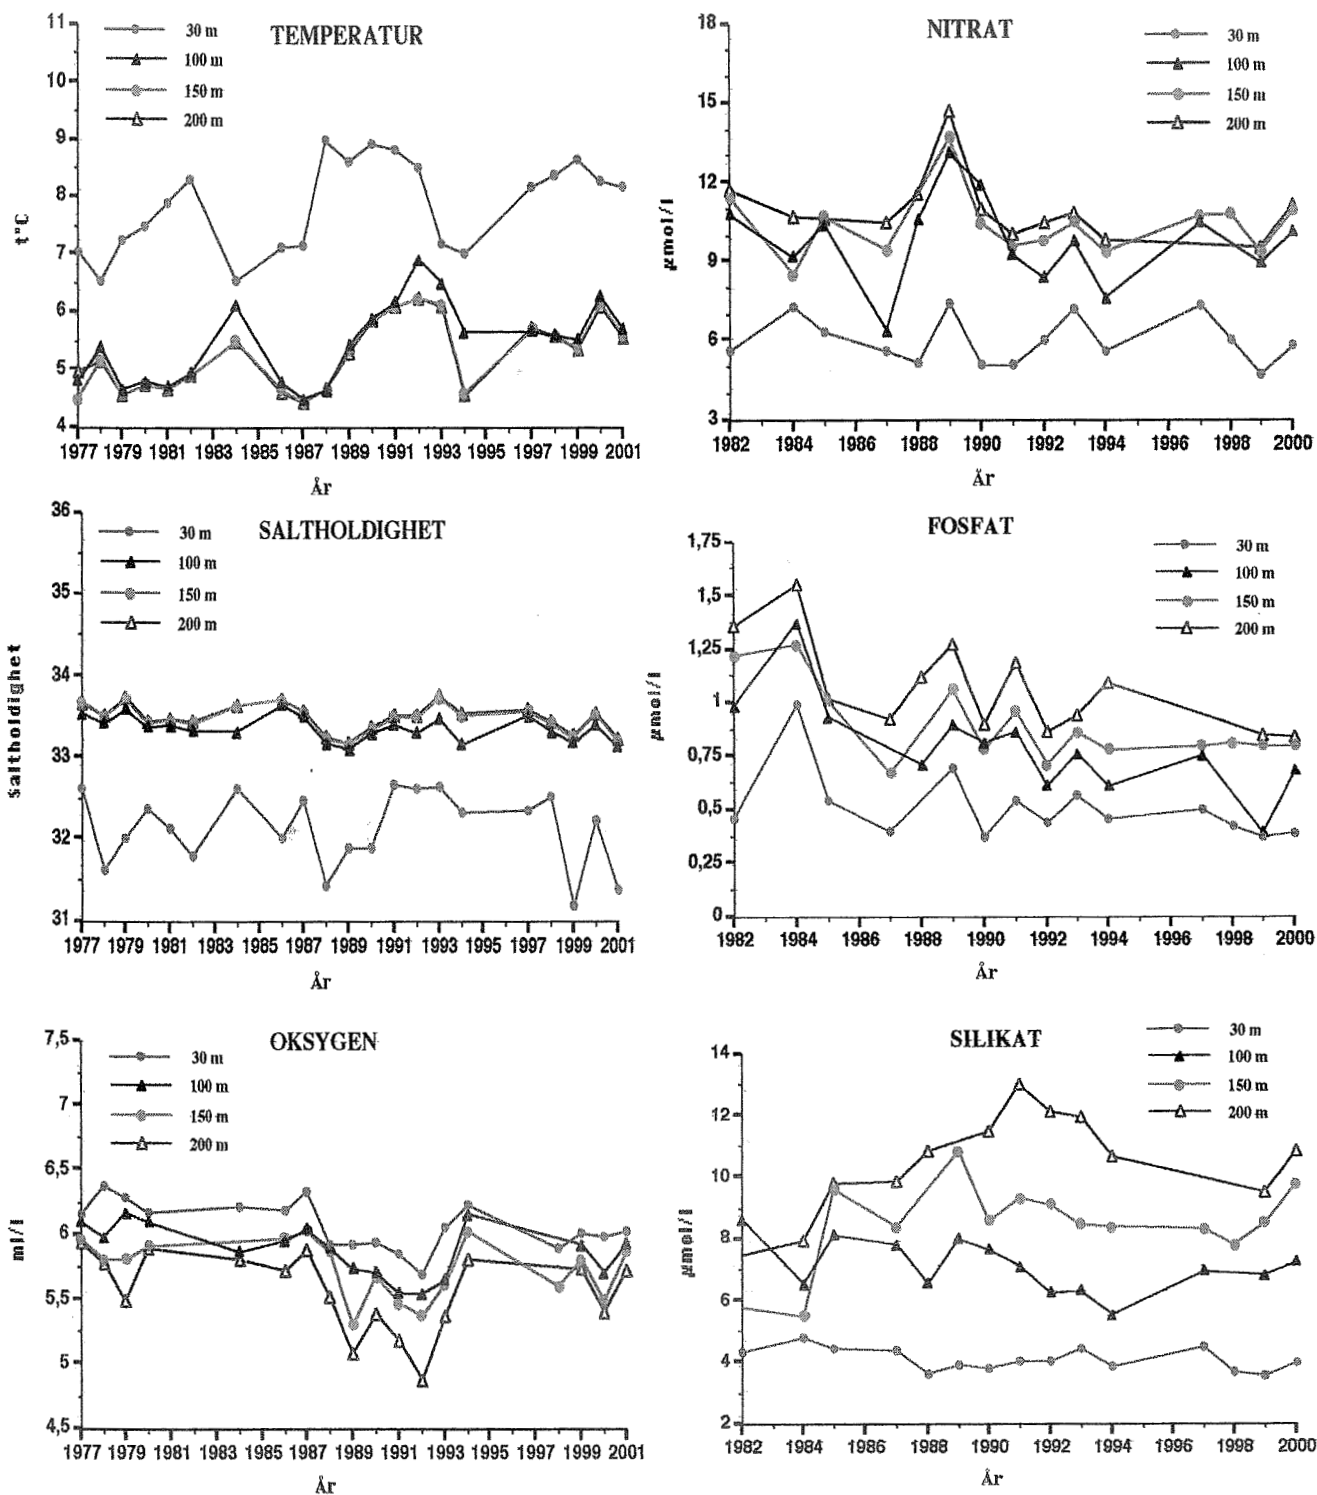 TEMPERATUR
30 m
100 m
150 m
200 m
11
10
9
8
7
6
5
4
t°C
1977 1979 1981 1983 1985 1987 1989 1991 1993 1995 1997 1999 2001
År
NITRAT
30 m
100 m
150 m
200 m
18
15
12
9
6
3
µmol/l
1982 1984 1986 1988 1990 1992 1994 1996 1998 2000
År
SALTHOLDIGHET
30 m
100 m
150 m
200 m
36
35
34
33
32
31
Saltholdighet
1977 1979 1981 1983 1985 1987 1989 1991 1993 1995 1997 1999 2001
År
FOSFAT
30 m
100 m
150 m
200 m
1,75
1,5
1,25
1
0,75
0,5
0,25
0
µmol/l
1982 1984 1986 1988 1990 1992 1994 1996 1998 2000
År
OKSYGEN
30 m
100 m
150 m
200 m
7,5
7
6,5
6
5,5
5
4,5
ml/l
1977 1979 1981 1983 1985 1987 1989 1991 1993 1995 1997 1999 2001
År
SILIKAT
30 m
100 m
150 m
200 m
14
12
10
8
6
4
2
µmol/l
1982 1984 1986 1988 1990 1992 1994 1996 1998 2000
År